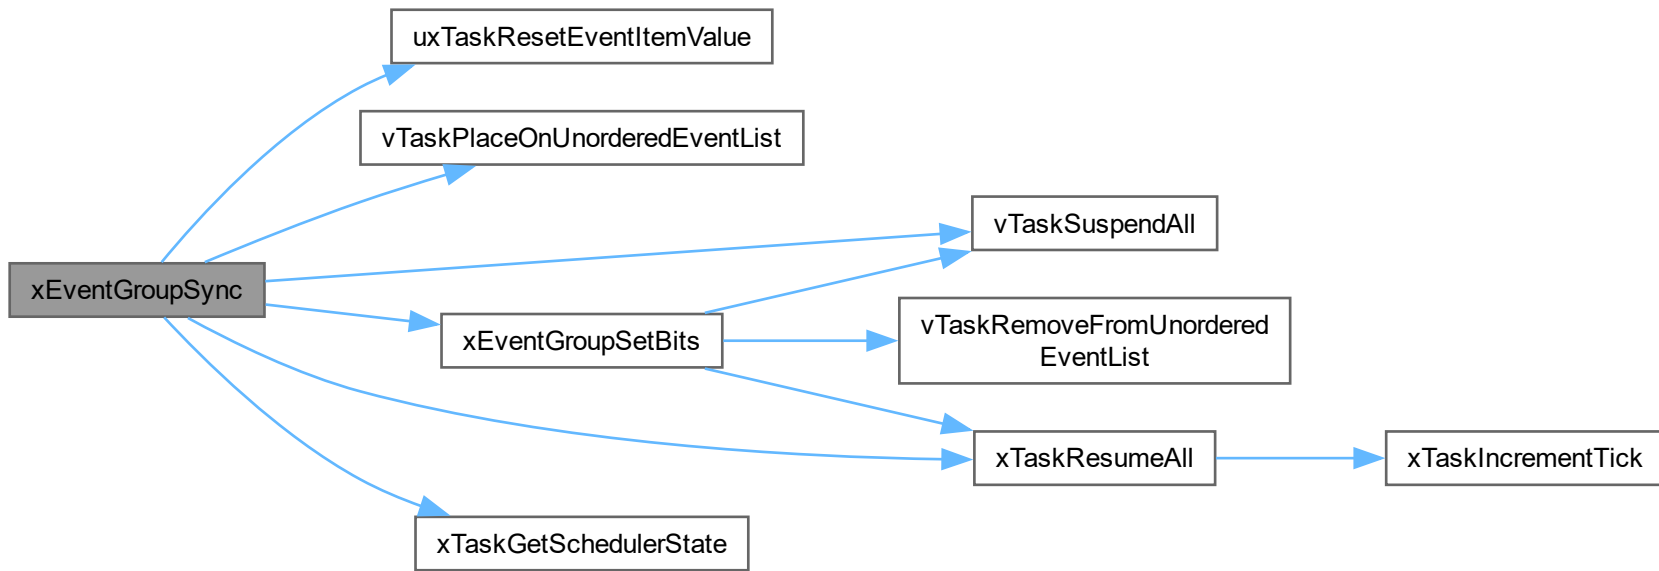 uxTaskResetEventItemValue
vTaskPlaceOnUnorderedEventList
vTaskSuspendAll
xEventGroupSync
xEventGroupSetBits
vTaskRemoveFromUnordered
EventList
xTaskResumeAll
xTaskIncrementTick
xTaskGetSchedulerState